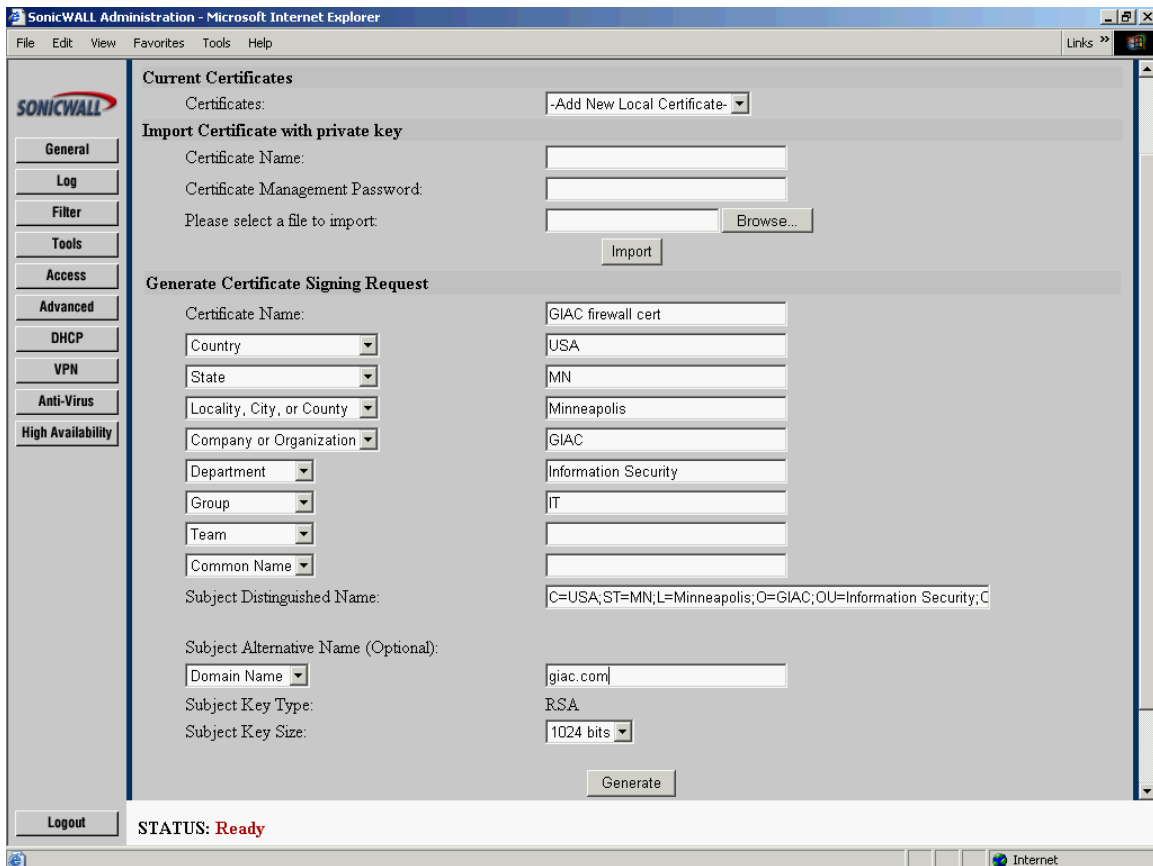 SonicWALL Administration - Microsoft Internet Explorer
File Edit View Favorites Tools Help Links »
SONICWALL
General
Log
Filter
Tools
Access
Advanced
DHCP
VPN
Anti-Virus
High Availability
Logout
Current Certificates
Certificates: -Add New Local Certificate-
Import Certificate with private key
Certificate Name:
Certificate Management Password:
Please select a file to import: Browse...
Import
Generate Certificate Signing Request
Certificate Name: GIAC firewall cert
Country USA
State MN
Locality, City, or County Minneapolis
Company or Organization GIAC
Department Information Security
Group IT
Team
Common Name
Subject Distinguished Name: C=USA;ST=MN;L=Minneapolis;O=GIAC;OU=Information Security;
Subject Alternative Name (Optional):
Domain Name giac.com
Subject Key Type: RSA
Subject Key Size: 1024 bits
Generate
STATUS: Ready
Internet